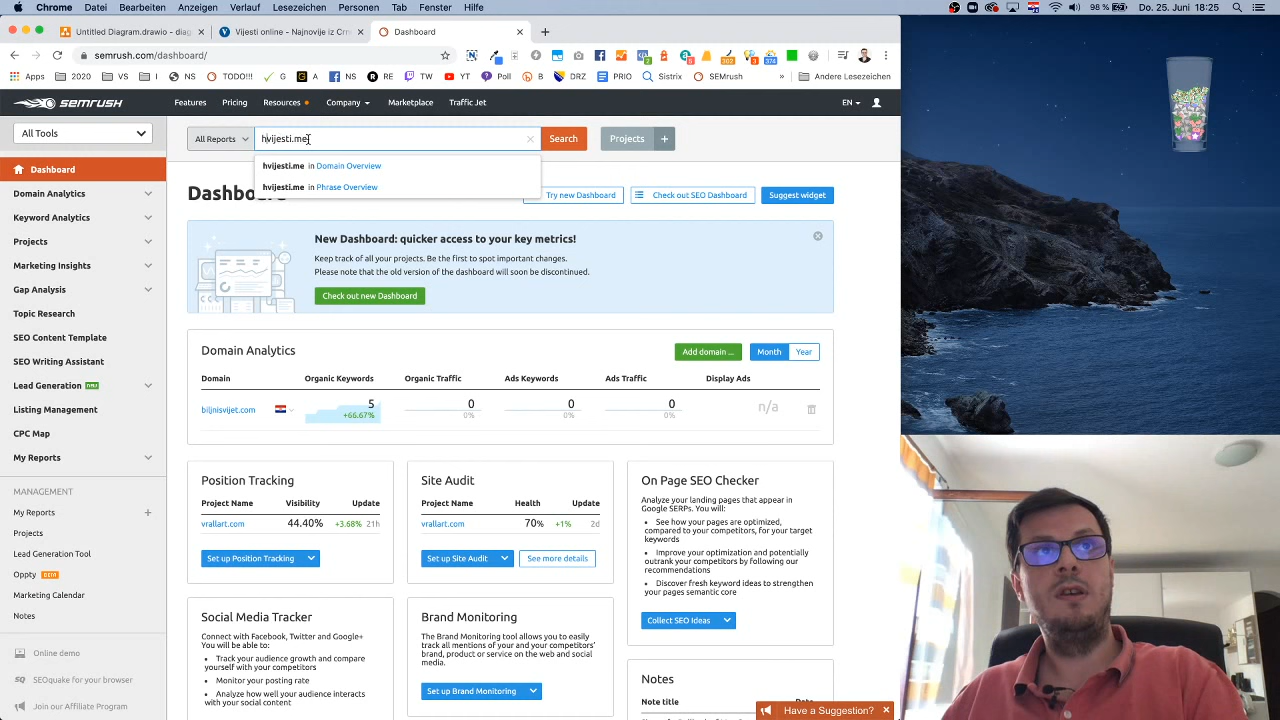 Chrome Ablage Bearbeiten Anzeigen Verlauf Lesezeichen Personen Tab Fenster Hilfe
98 % Do 25. Juni 18:25
Untitled Diagram.drawio - diag
Vijesti online - Najnovije iz Crn
Dashboard
semrush.com/dashboard/
Apps 2020 VS I NS TODO!!! G A NS RE TW YT Poll B DRZ PRIO Sistrix SEMrush » Andere Lesezeichen
SEMRUSH
Features Pricing Resources Company Marketplace Traffic Jet EN
All Tools
All Reports hvijesti.me Search Projects +
hvijesti.me in Domain Overview
hvijesti.me in Phrase Overview
Dashboard
Domain Analytics
Keyword Analytics
Projects
Marketing Insights
Gap Analysis
Topic Research
SEO Content Template
SEO Writing Assistant
Lead Generation
Listing Management
CPC Map
My Reports
MANAGEMENT
My Reports
Projects
Lead Generation Tool
Oppty BETA
Marketing Calendar
Notes
Online demo
SEOquake for your browser
Join our Affiliate Program
Dashbo
Try new Dashboard Check out SEO Dashboard Suggest widget
New Dashboard: quicker access to your key metrics!
Keep track of all your projects. Be the first to spot important changes.
Please note that the old version of the dashboard will soon be discontinued.
Check out new Dashboard
Domain Analytics
Add domain ... Month Year
Domain Organic Keywords Organic Traffic Ads Keywords Ads Traffic Display Ads
biljnisvijet.com 5 0 0 0 n/a
+66.67% 0% 0% 0%
Position Tracking
Project Name Visibility Update
vrallart.com 44.40% +3.68% 21h
Set up Position Tracking
Site Audit
Project Name Health Update
vrallart.com 70% +1% 2d
Set up Site Audit See more details
On Page SEO Checker
Analyze your landing pages that appear in
Google SERPs. You will:
See how your pages are optimized,
compared to your competitors, for your target
keywords
Improve your optimization and potentially
outrank your competitors by following our
recommendations
Discover fresh keyword ideas to strengthen
your pages semantic core
Collect SEO Ideas
Social Media Tracker
Connect with Facebook, Twitter and Google+
You will be able to:
Track your audience growth and compare
yourself with your competitors
Monitor your posting rate
Analyze how well your audience interacts
with your social content
Brand Monitoring
The Brand Monitoring tool allows you to easily
track all mentions of your and your competitors'
brand, product or service on the web and social
media.
Set up Brand Monitoring
Notes
Note title
Have a Suggestion?